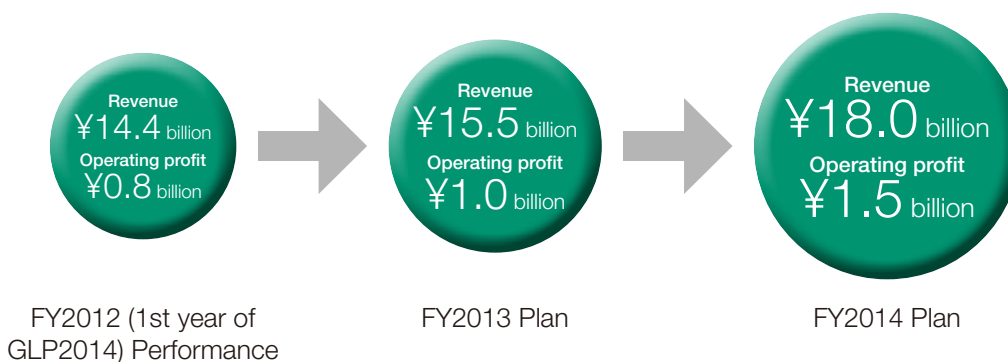 Revenue
¥14.4 billion
Operating profit
¥0.8 billion
Revenue
¥15.5 billion
Operating profit
¥1.0 billion
Revenue
¥18.0 billion
Operating profit
¥1.5 billion
FY2012 (1st year of
GLP2014) Performance
FY2013 Plan
FY2014 Plan